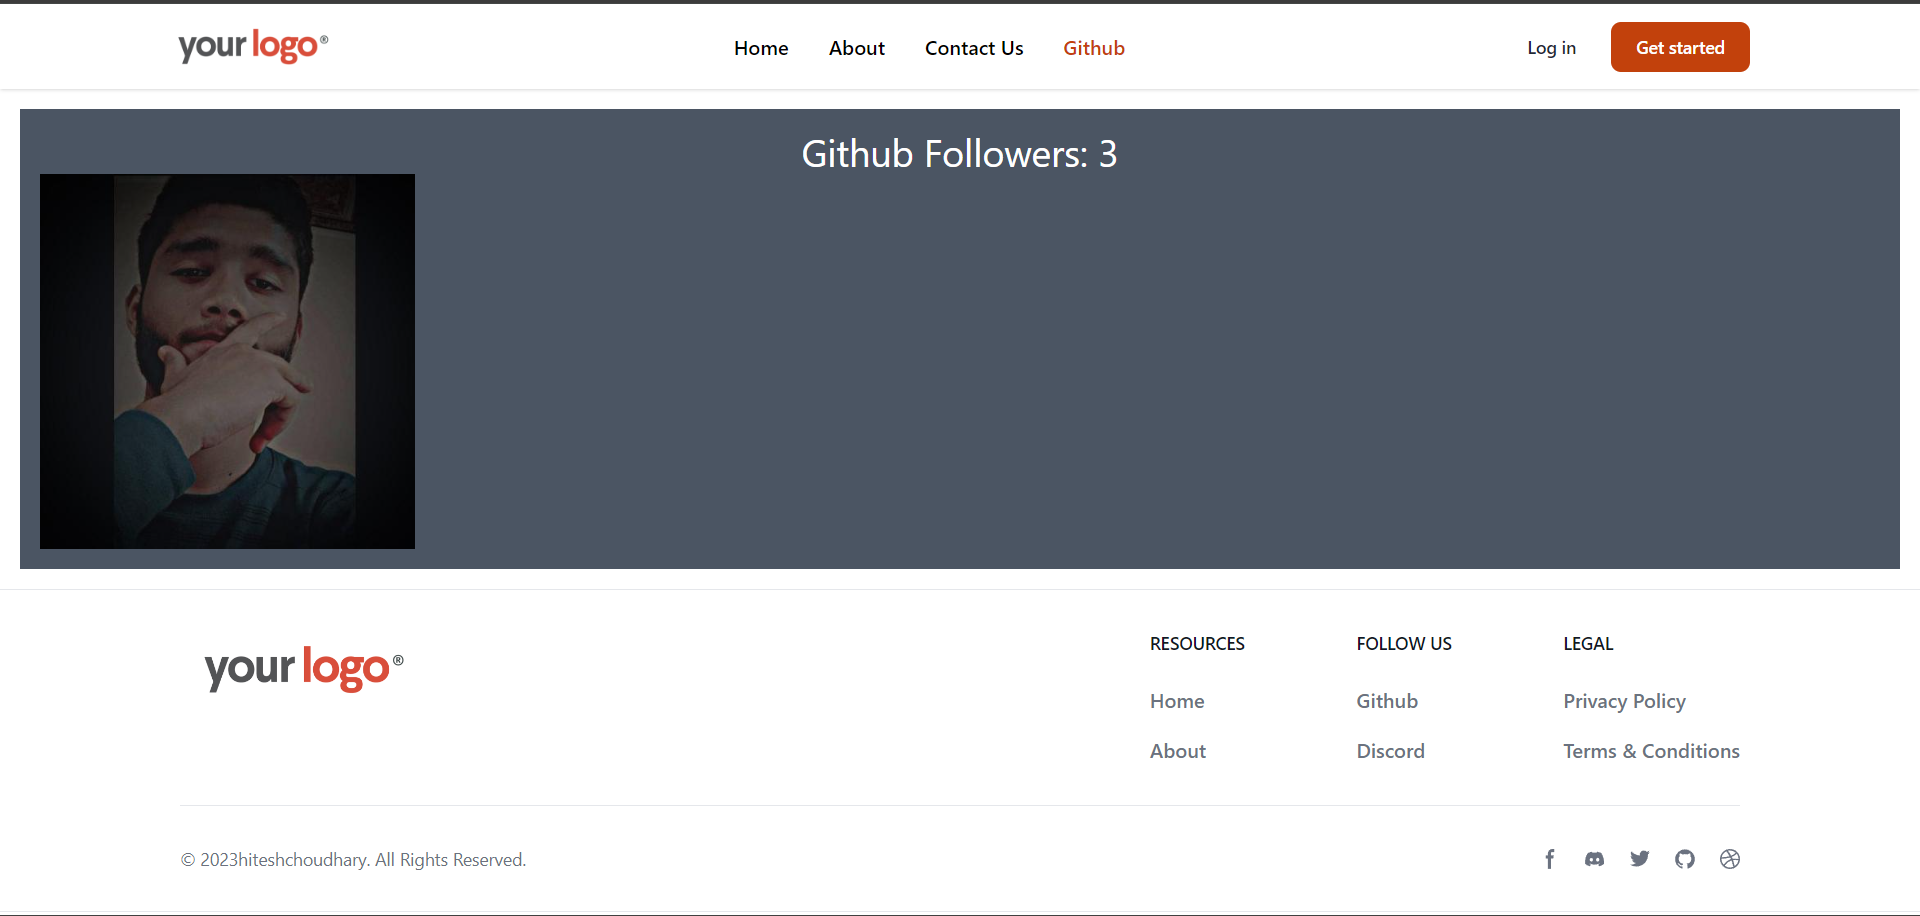 your logo®
Home About Contact Us Github
Log in Get started
Github Followers: 3
your logo®
RESOURCES FOLLOW US LEGAL
Home Github Privacy Policy
About Discord Terms & Conditions
© 2023hiteshchoudhary. All Rights Reserved.